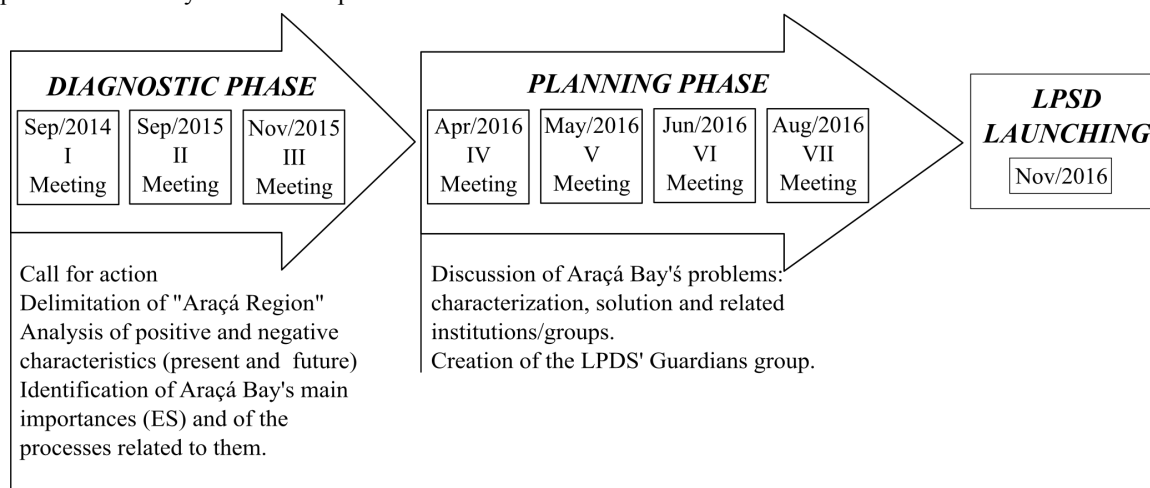 DIAGNOSTIC PHASE
Sep/2014
I
Meeting
Sep/2015
II
Meeting
Nov/2015
III
Meeting
Call for action
Delimitation of "Araçá Region"
Analysis of positive and negative
characteristics (present and future)
Identification of Araçá Bay's main
importances (ES) and of the
processes related to them.
PLANNING PHASE
Apr/2016
IV
Meeting
May/2016
V
Meeting
Jun/2016
VI
Meeting
Aug/2016
VII
Meeting
Discussion of Araçá Bay'ś problems:
characterization, solution and related
institutions/groups.
Creation of the LPDS' Guardians group.
LPSD
LAUNCHING
Nov/2016